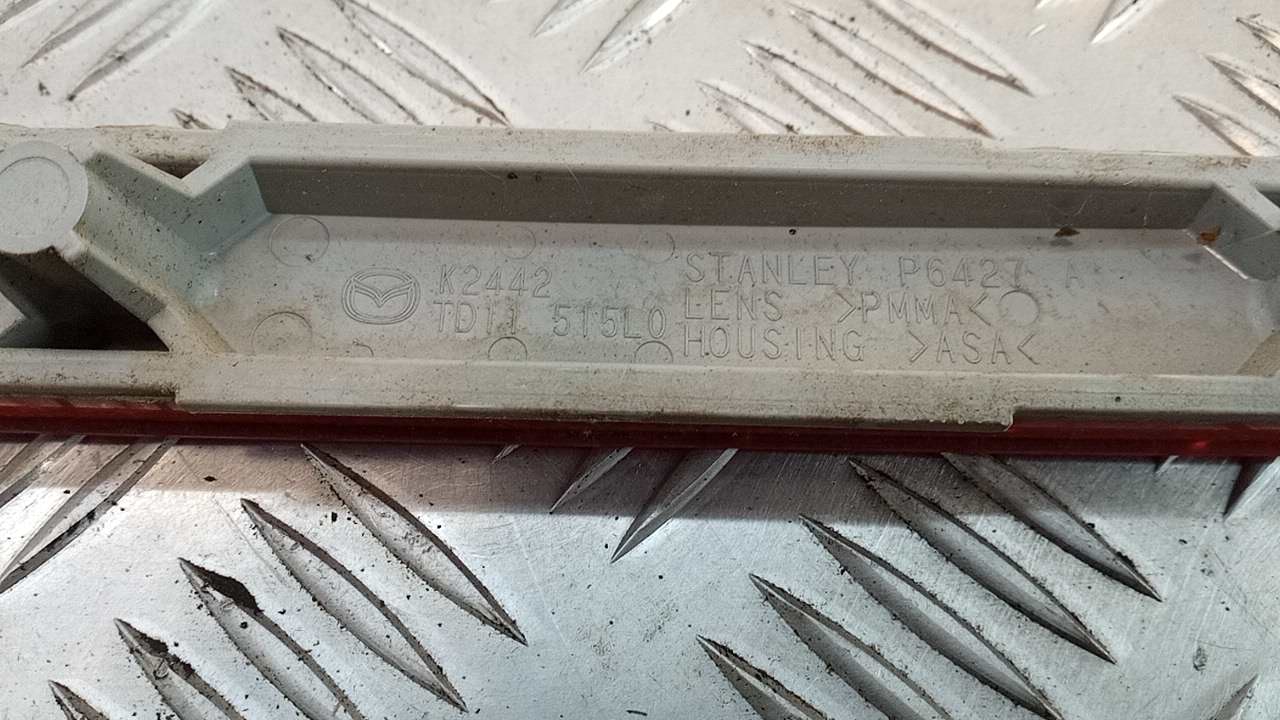 K2442
TD11 515L0
STANLEY P6427 A
LENS >PMMA<
HOUSING >ASA<